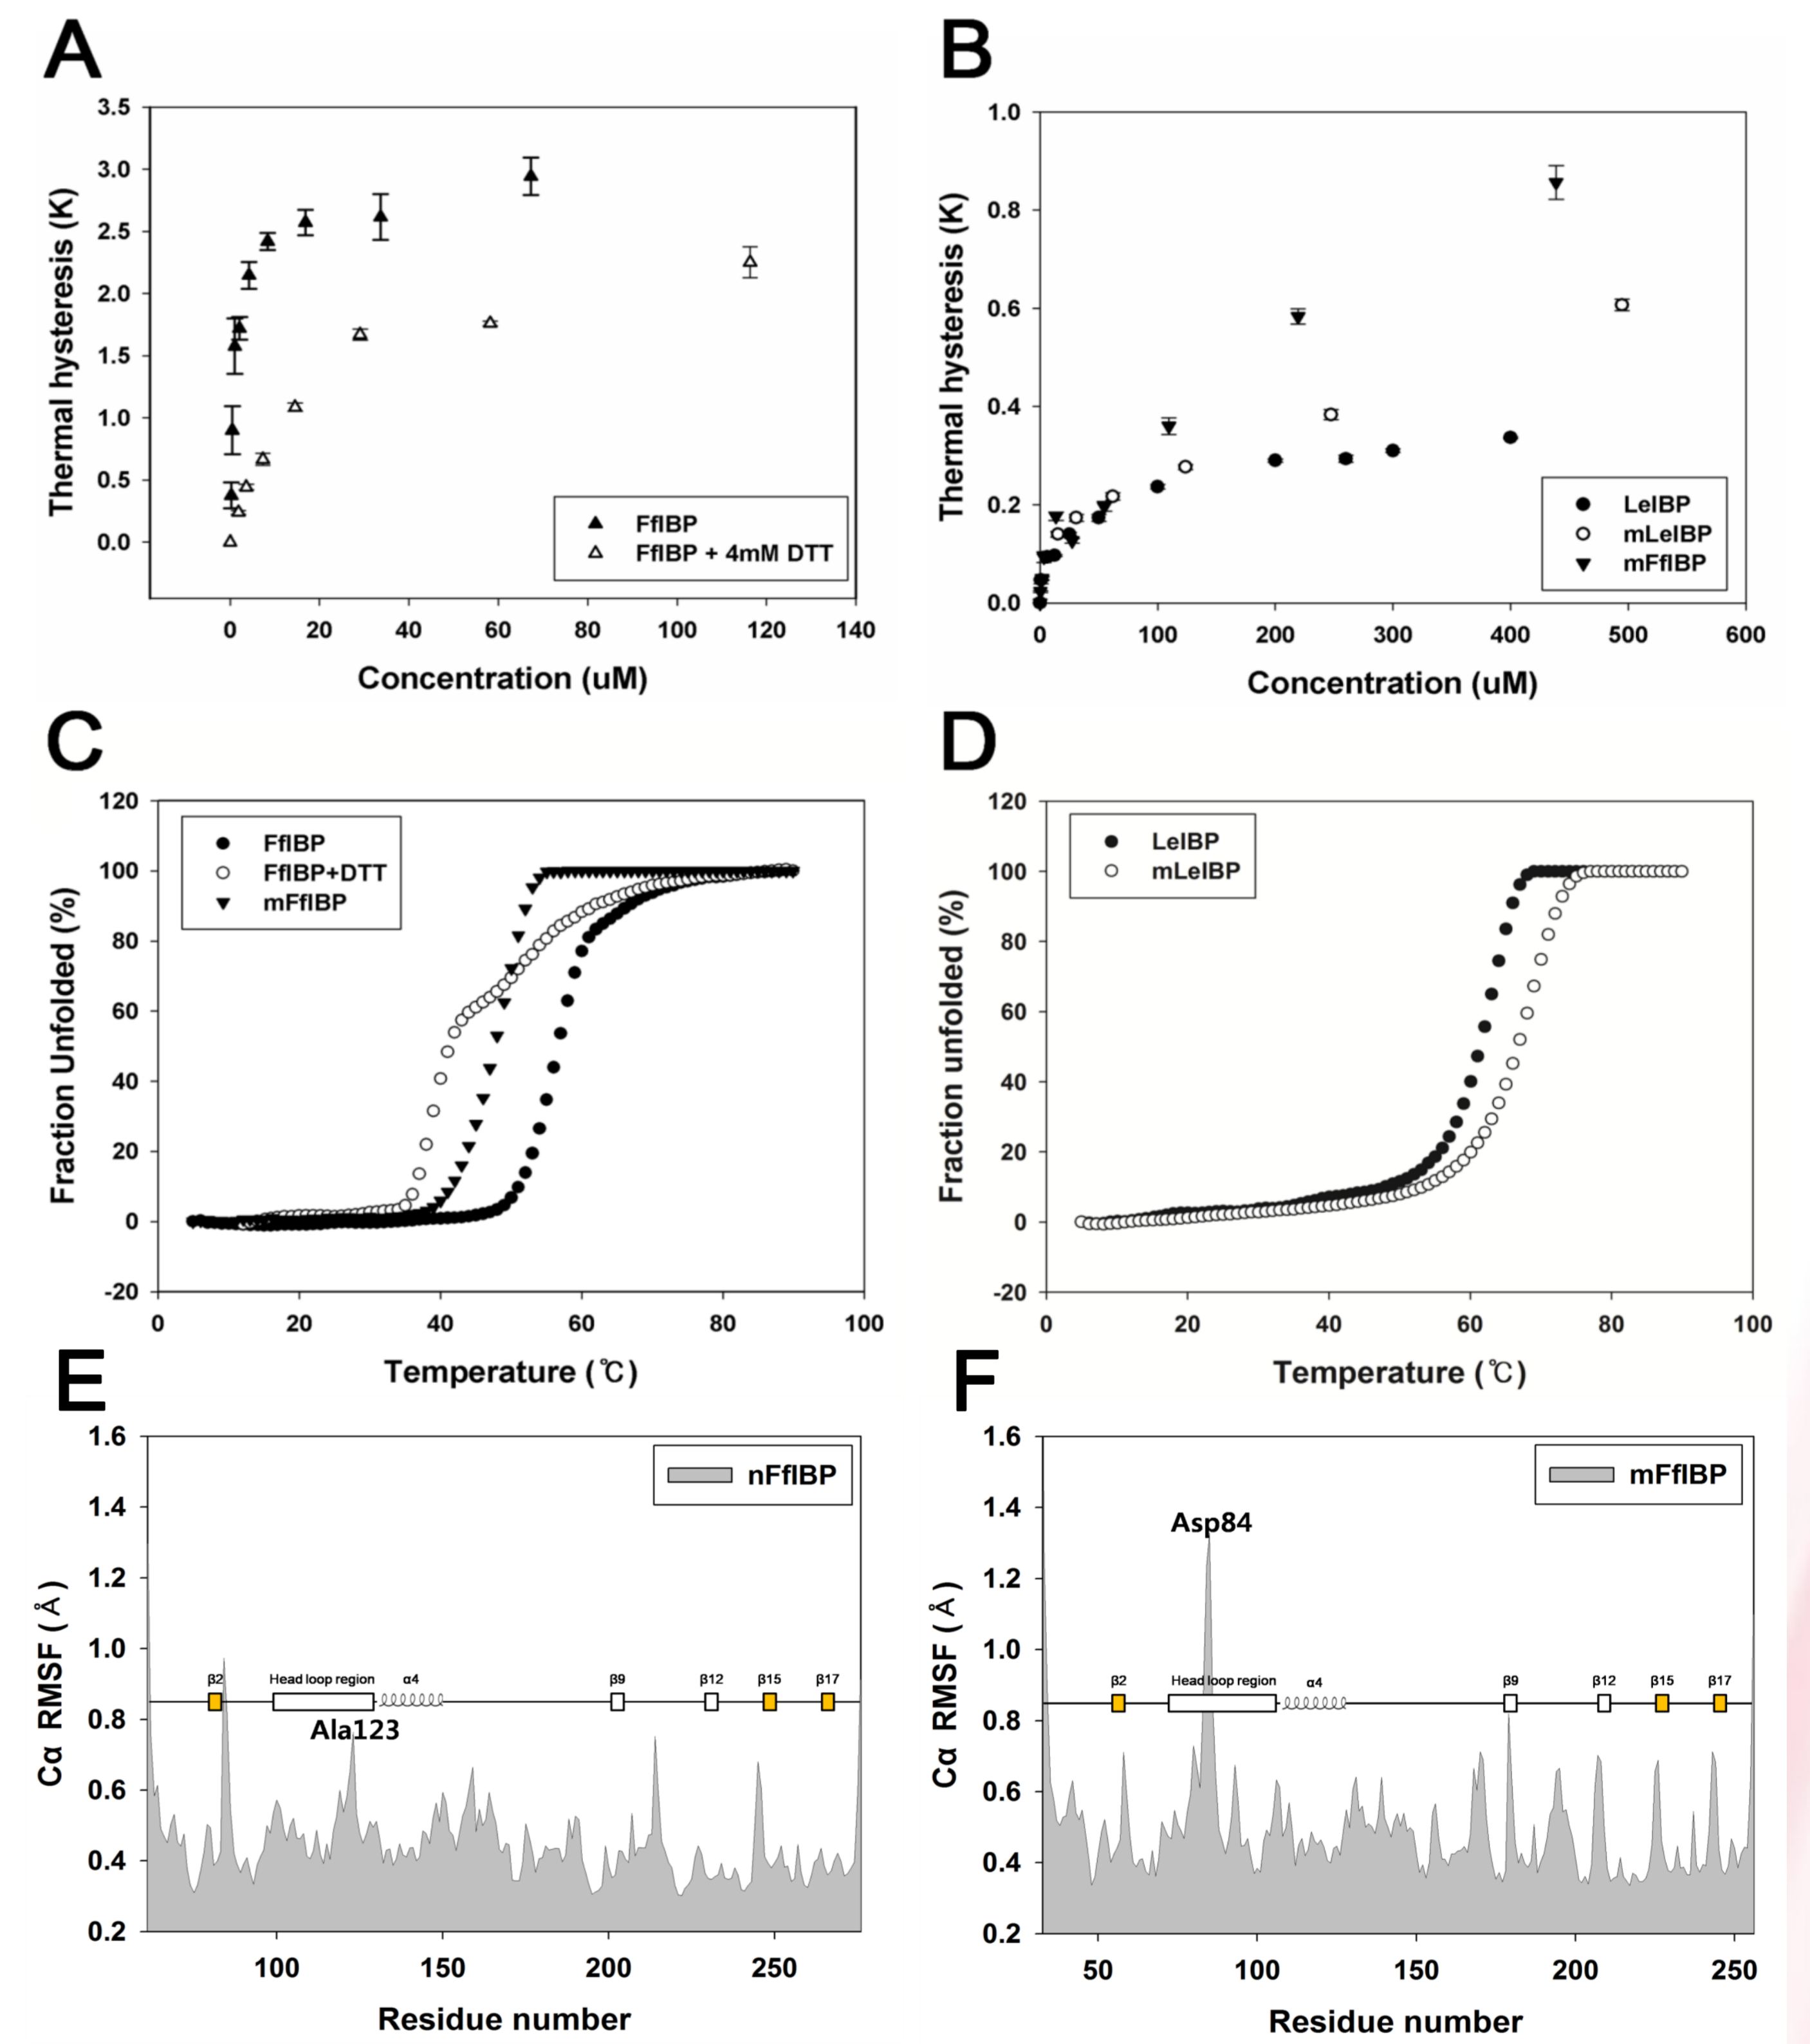 A
3.5
3.0
2.5
2.0
1.5
1.0
0.5
0.0
Thermal hysteresis (K)
FfIBP
FfIBP + 4mM DTT
0 20 40 60 80 100 120 140
Concentration (uM)
B
1.0
0.8
0.6
0.4
0.2
0.0
Thermal hysteresis (K)
LeIBP
mLeIBP
mFfIBP
0 100 200 300 400 500 600
Concentration (uM)
C
120
100
80
60
40
20
0
-20
Fraction Unfolded (%)
FfIBP
FfIBP+DTT
mFfIBP
0 20 40 60 80 100
Temperature (℃)
D
120
100
80
60
40
20
0
-20
Fraction unfolded (%)
LeIBP
mLeIBP
0 20 40 60 80 100
Temperature (℃)
E
1.6
1.4
1.2
1.0
0.8
0.6
0.4
0.2
Cα RMSF (Å)
nFfIBP
β2 Head loop region α4 β9 β12 β15 β17
Ala123
100 150 200 250
Residue number
F
1.6
1.4
1.2
1.0
0.8
0.6
0.4
0.2
Cα RMSF (Å)
mFfIBP
Asp84
β2 Head loop region α4 β9 β12 β15 β17
50 100 150 200 250
Residue number